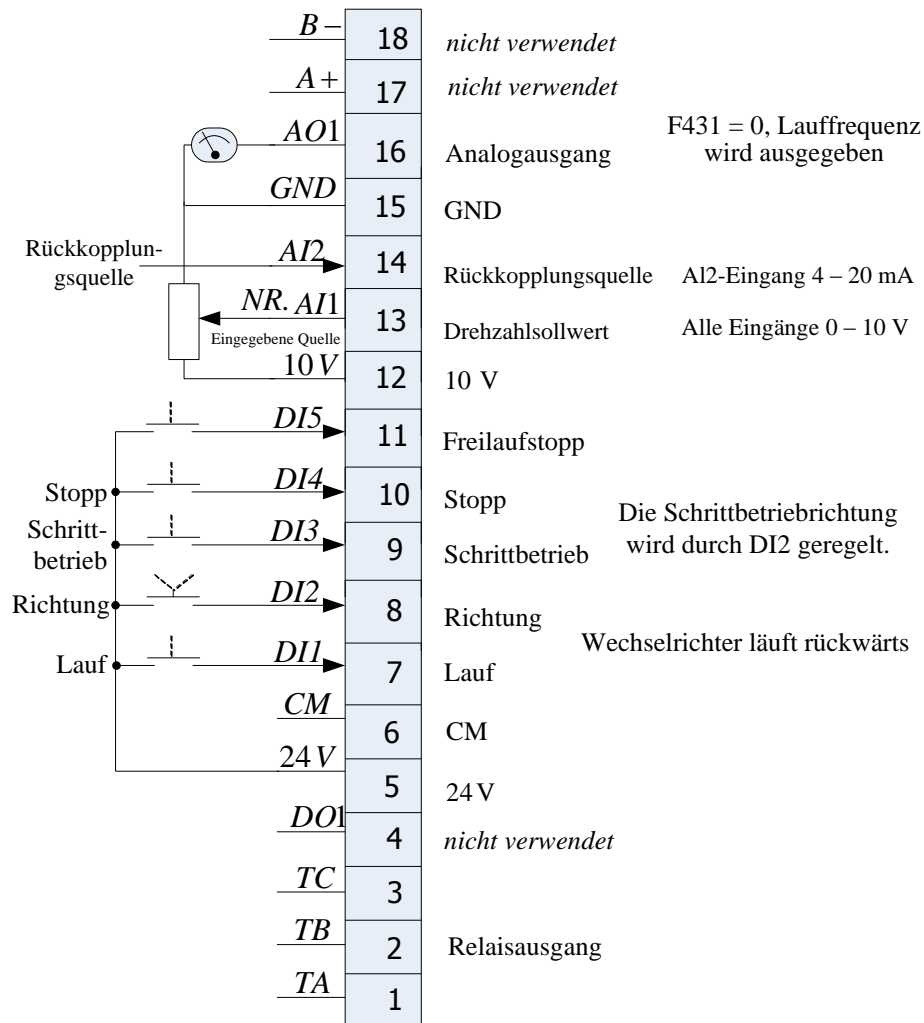 B− 18 nicht verwendet
A+ 17 nicht verwendet
AO1 16 Analogausgang F431 = 0, Lauffrequenz
wird ausgegeben
GND 15 GND
Rückkopplun-
gsquelle AI2 14 Rückkopplungsquelle Al2-Eingang 4 – 20 mA
NR. AI1 13 Drehzahlsollwert Alle Eingänge 0 – 10 V
Eingegebene Quelle
10V 12 10 V
DI5 11 Freilaufstopp
Stopp DI4 10 Stopp
Schritt-
betrieb DI3 9 Schrittbetrieb
Die Schrittbetriebrichtung
wird durch DI2 geregelt.
Richtung DI2 8 Richtung
Wechselrichter läuft rückwärts
Lauf DI1 7 Lauf
CM 6 CM
24V 5 24V
DO1 4 nicht verwendet
TC 3
TB 2 Relaisausgang
TA 1